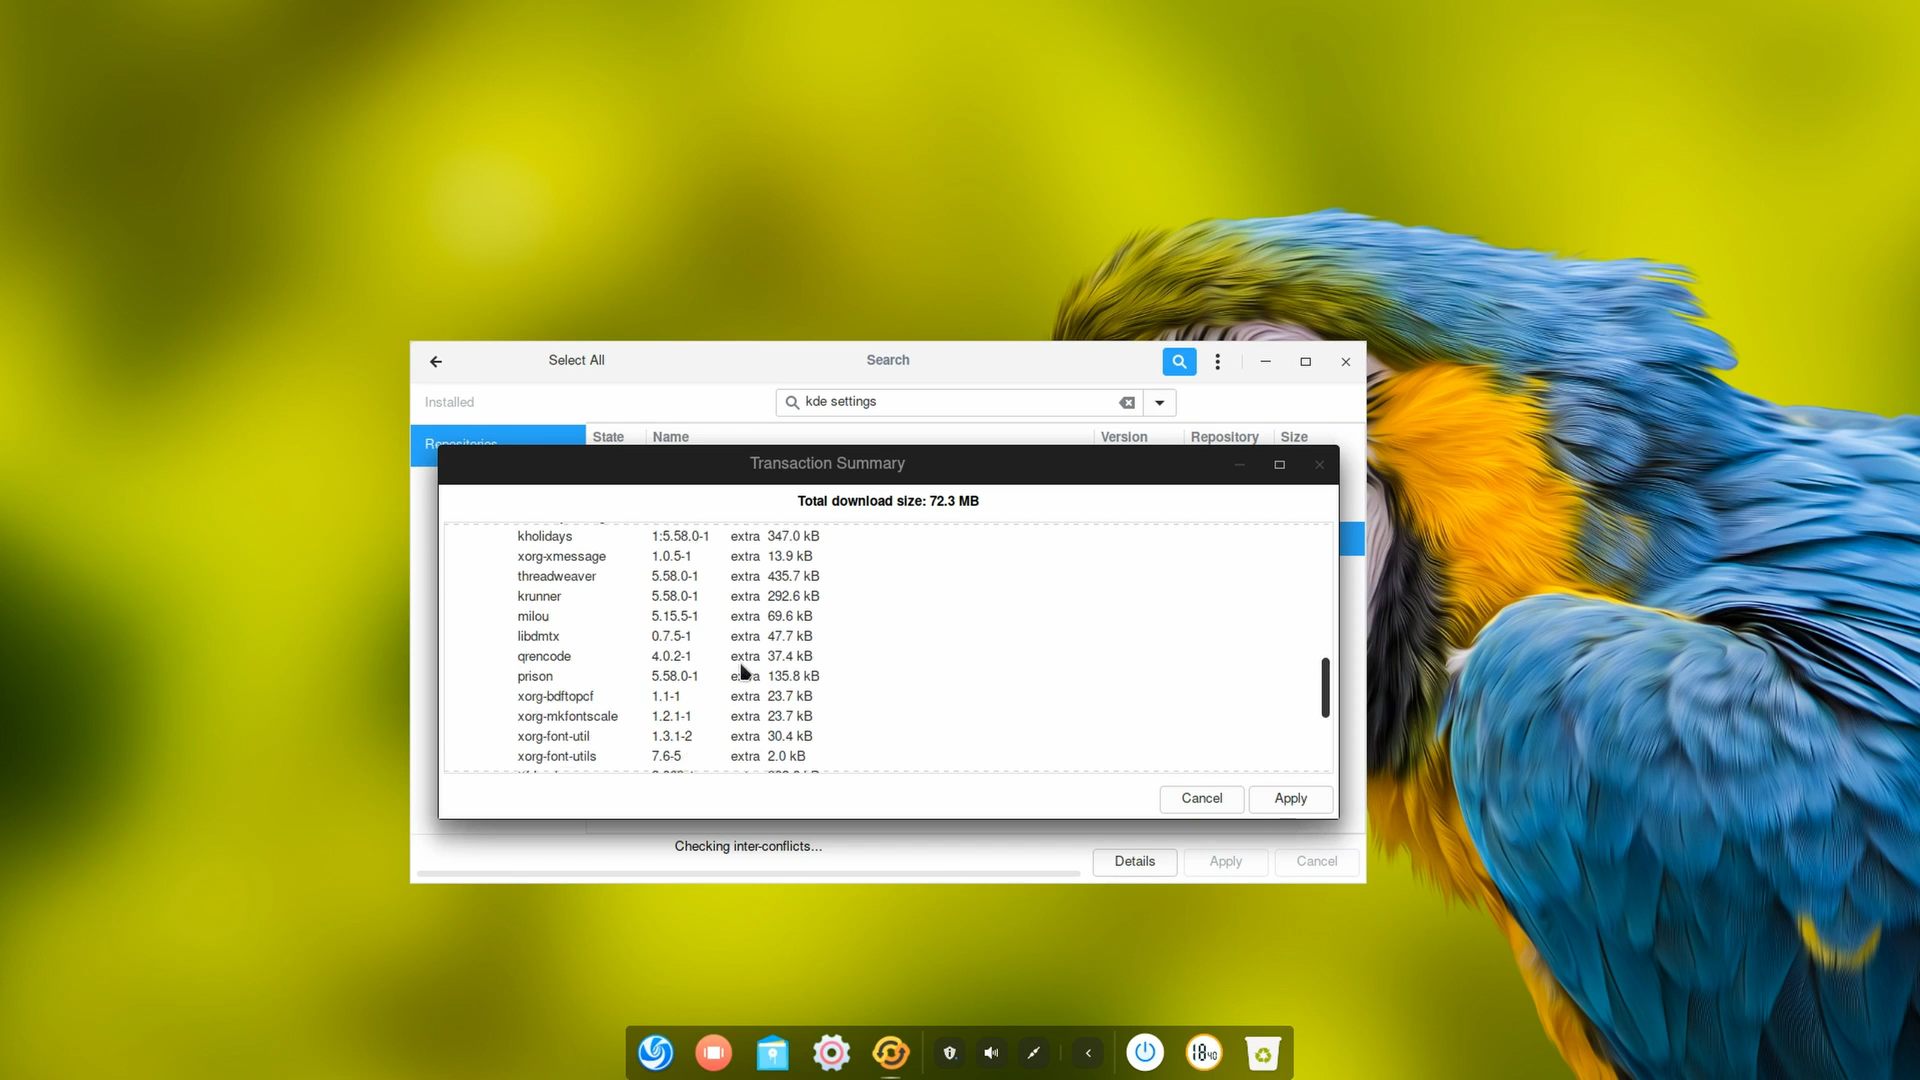 Select All
Search
Installed
kde settings
Repositories
State Name Version Repository Size
Transaction Summary
Total download size: 72.3 MB
kholidays 1:5.58.0-1 extra 347.0 kB
xorg-xmessage 1.0.5-1 extra 13.9 kB
threadweaver 5.58.0-1 extra 435.7 kB
krunner 5.58.0-1 extra 292.6 kB
milou 5.15.5-1 extra 69.6 kB
libdmtx 0.7.5-1 extra 47.7 kB
qrencode 4.0.2-1 extra 37.4 kB
prison 5.58.0-1 extra 135.8 kB
xorg-bdftopcf 1.1-1 extra 23.7 kB
xorg-mkfontscale 1.2.1-1 extra 23.7 kB
xorg-font-util 1.3.1-2 extra 30.4 kB
xorg-font-utils 7.6-5 extra 2.0 kB
Cancel Apply
Checking inter-conflicts...
Details Apply Cancel
18 40